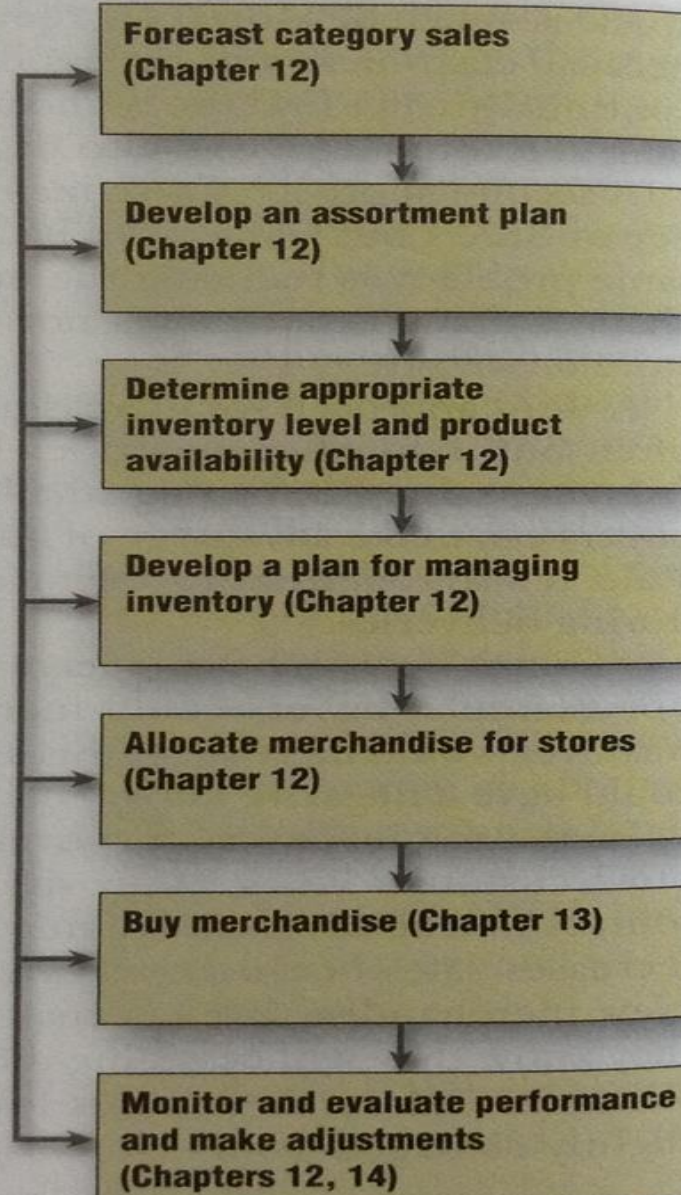 Forecast category sales
(Chapter 12)
Develop an assortment plan
(Chapter 12)
Determine appropriate
inventory level and product
availability (Chapter 12)
Develop a plan for managing
inventory (Chapter 12)
Allocate merchandise for stores
(Chapter 12)
Buy merchandise (Chapter 13)
Monitor and evaluate performance
and make adjustments
(Chapters 12, 14)